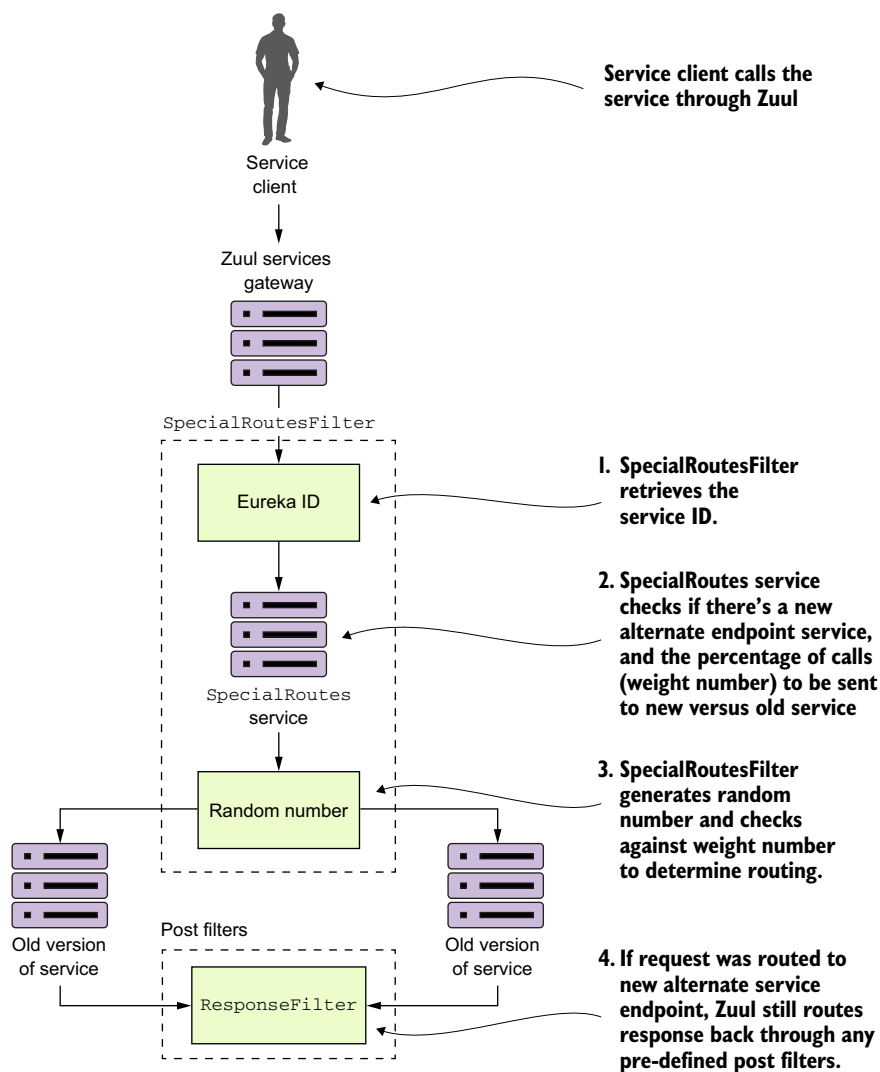 Service client calls the
service through Zuul
Service
client
Zuul services
gateway
SpecialRoutesFilter
Eureka ID
1. SpecialRoutesFilter
retrieves the
service ID.
2. SpecialRoutes service
checks if there’s a new
alternate endpoint service,
and the percentage of calls
(weight number) to be sent
to new versus old service
SpecialRoutes
service
Random number
3. SpecialRoutesFilter
generates random
number and checks
against weight number
to determine routing.
Old version
of service
Post filters
Old version
of service
ResponseFilter
4. If request was routed to
new alternate service
endpoint, Zuul still routes
response back through any
pre-defined post filters.